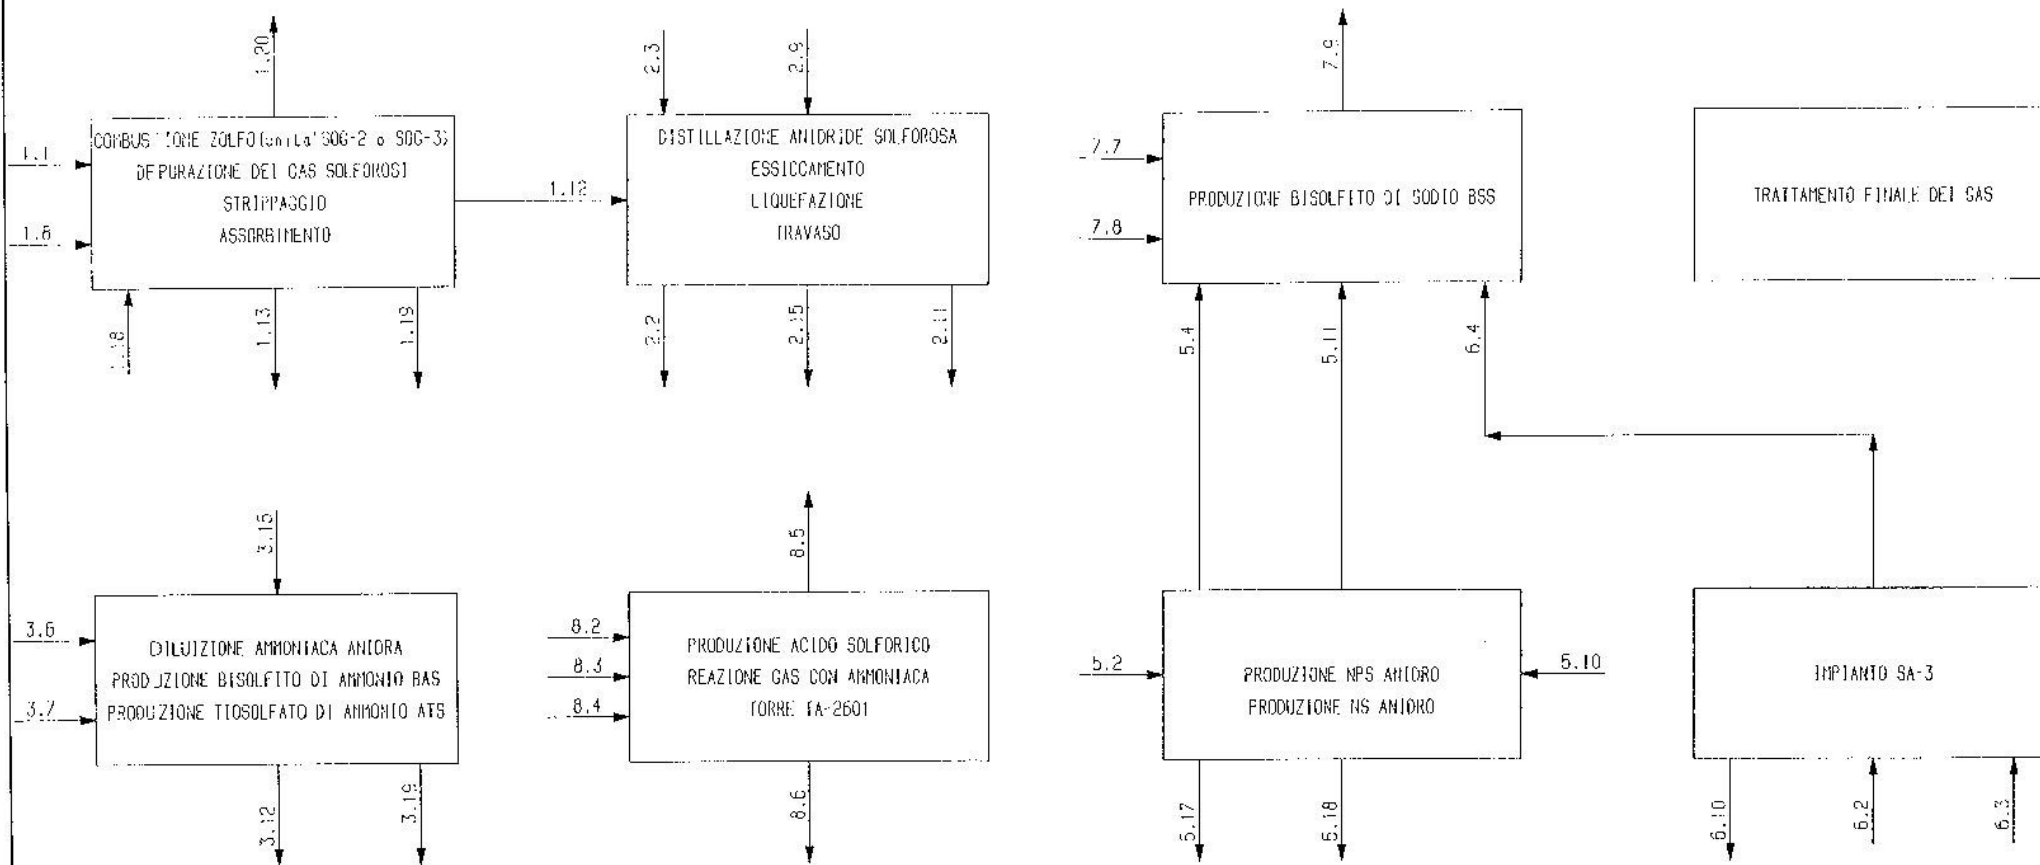 1.20
COMBUSTIONE ZOLFO (unita' SOG-2 o SOG-3)
DEPURAZIONE DEI GAS SOLFOROSI
STRIPPAGGIO
ASSORBIMENTO
1.1
1.8
1.18
1.13
1.19
1.12
2.3
2.9
DISTILLAZIONE ANIDRIDE SOLFOROSA
ESSICCAMENTO
LIQUEFAZIONE
TRAVASO
2.2
2.15
2.11
7.9
7.7
7.8
PRODUZIONE BISOLFITO DI SODIO BSS
5.4
5.11
6.4
TRATTAMENTO FINALE DEI GAS
3.15
3.6
3.7
DILUIZIONE AMMONIACA ANIDRA
PRODUZIONE BISOLFITO DI AMMONIO BAS
PRODUZIONE TIOSOLFATO DI AMMONIO ATS
3.12
3.19
8.5
8.2
8.3
8.4
PRODUZIONE ACIDO SOLFORICO
REAZIONE GAS CON AMMONIACA
TORRE FA-2601
8.6
5.2
5.10
PRODUZIONE NPS ANIDRO
PRODUZIONE NS ANIDRO
5.17
5.18
IMPIANTO SA-3
6.10
6.2
6.3